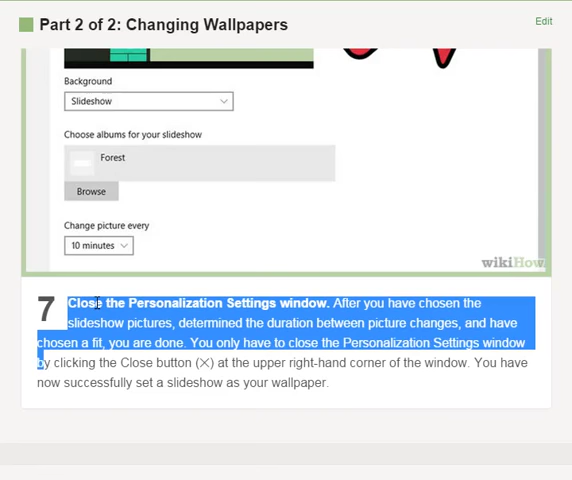 Part 2 of 2: Changing Wallpapers
Edit
Background
Slideshow
Choose albums for your slideshow
Forest
Browse
Change picture every
10 minutes
wikiHow
7
Close the Personalization Settings window. After you have chosen the
slideshow pictures, determined the duration between picture changes, and have
chosen a fit, you are done. You only have to close the Personalization Settings window
by clicking the Close button (X) at the upper right-hand corner of the window. You have
now successfully set a slideshow as your wallpaper.